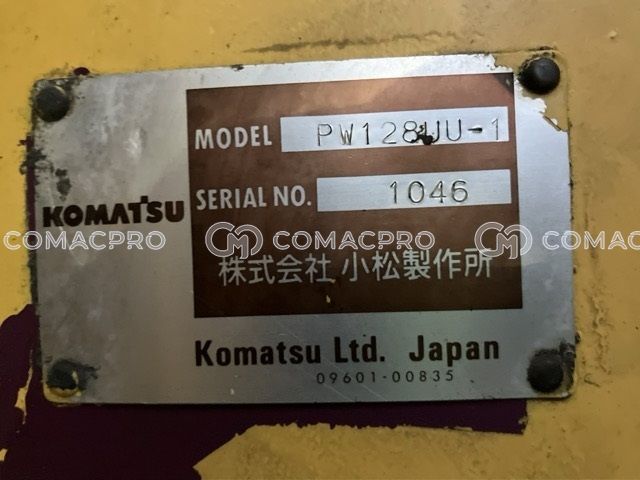 MODEL PW128UU-1
SERIAL NO. 1046
KOMATSU
COMACPRO COMACPRO COMACPRO
株式会社 小松製作所
Komatsu Ltd. Japan
09601-00835